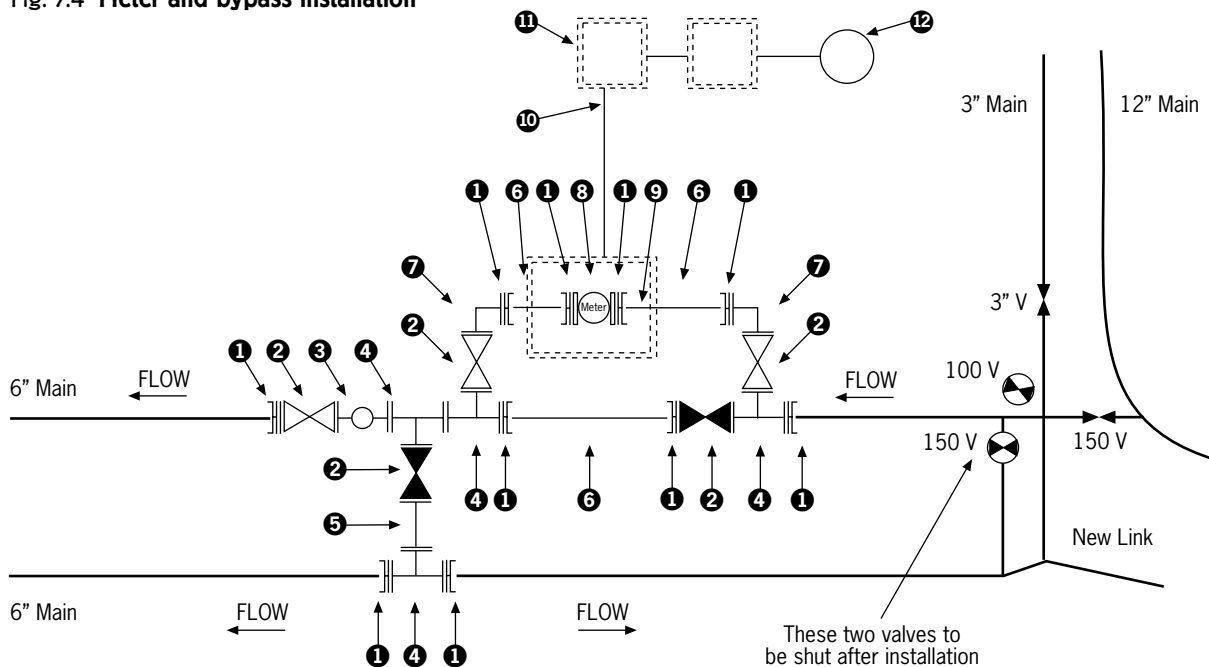 Fig. 7.4 Meter and bypass installation
11
12
3” Main
12” Main
10
1
6
1
8
1
9
6
1
7
7
Meter
3” V
2
2
1
2
3
4
6” Main
FLOW
FLOW
100 V
150 V
150 V
2
4
1
6
1
2
4
1
5
New Link
6” Main
FLOW
FLOW
1
4
1
These two valves to
be shut after installation